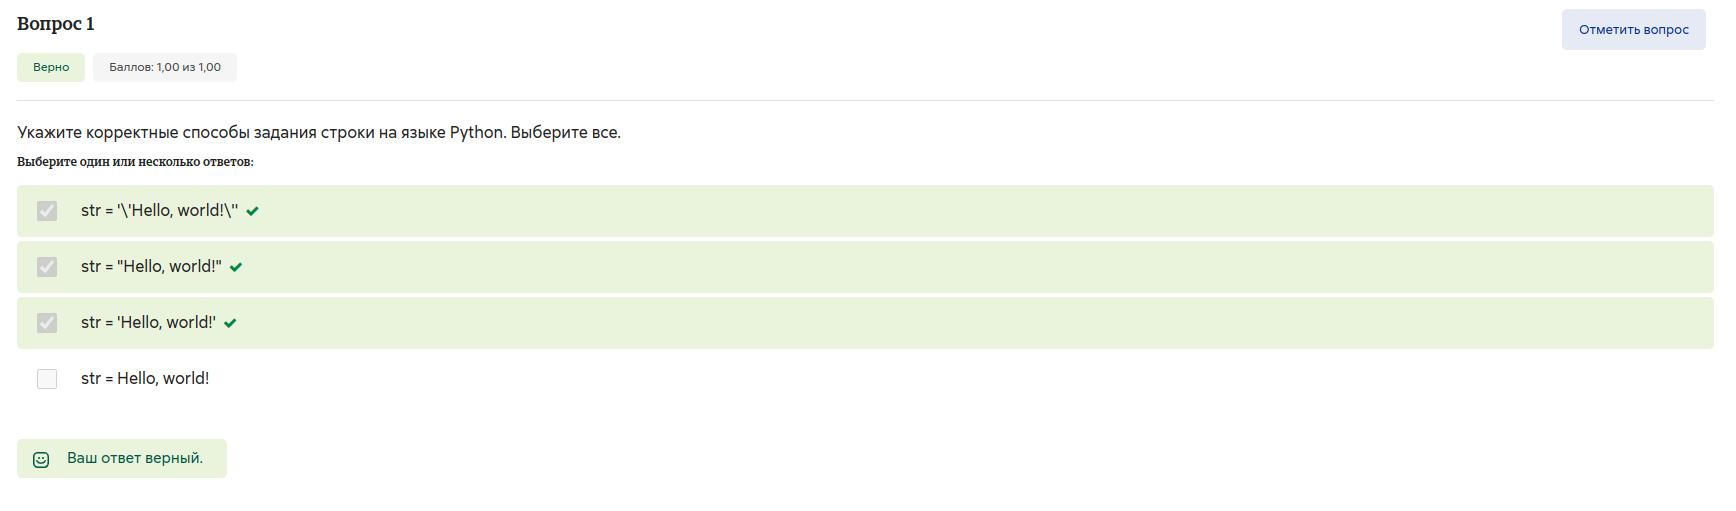 Вопрос 1
Отметить вопрос
Верно
Баллов: 1,00 из 1,00
Укажите корректные способы задания строки на языке Python. Выберите все.
Выберите один или несколько ответов:
str = '\'Hello, world!\''
str = "Hello, world!"
str = 'Hello, world!'
str = Hello, world!
Ваш ответ верный.